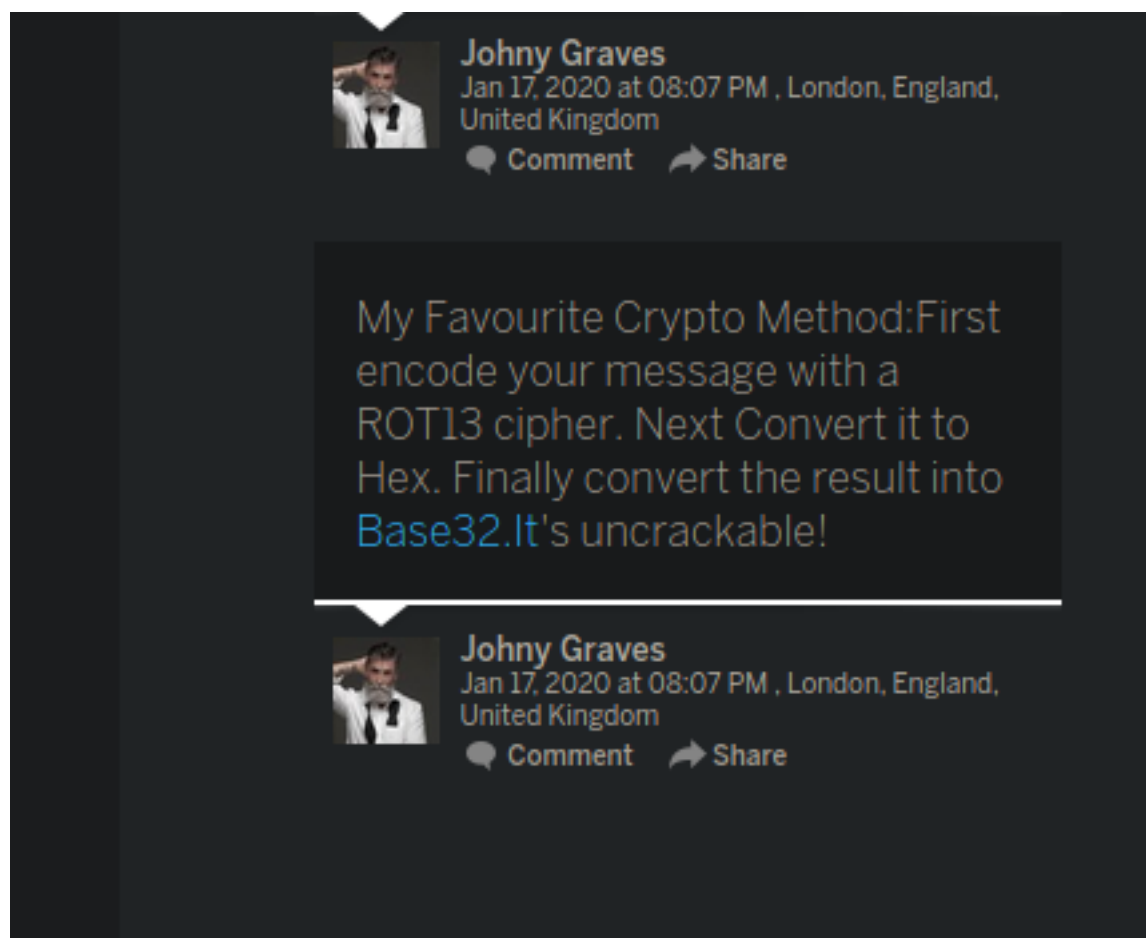 Johny Graves
Jan 17, 2020 at 08:07 PM , London, England,
United Kingdom
Comment Share
My Favourite Crypto Method:First
encode your message with a
ROT13 cipher. Next Convert it to
Hex. Finally convert the result into
Base32.It's uncrackable!
Johny Graves
Jan 17, 2020 at 08:07 PM , London, England,
United Kingdom
Comment Share